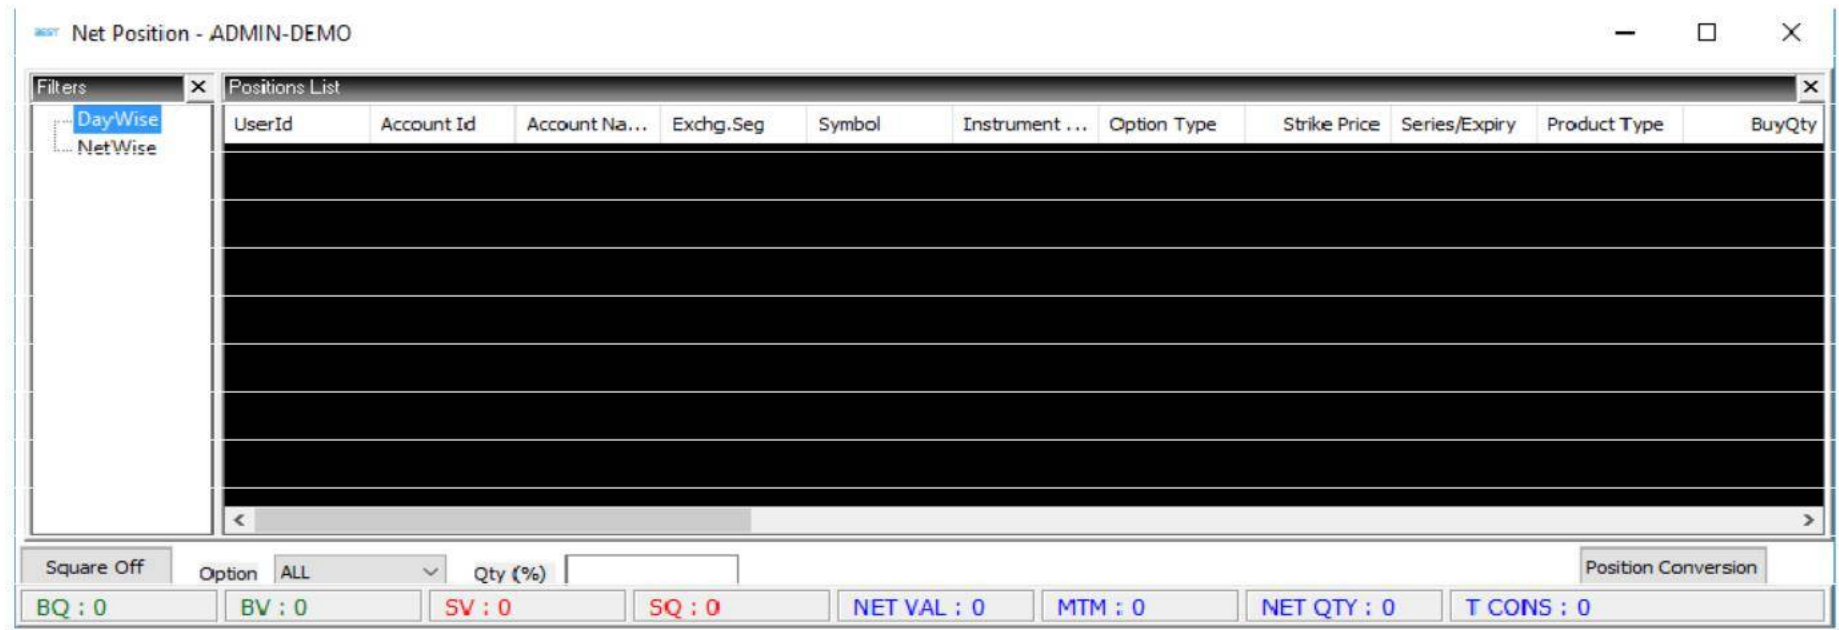 BEST Net Position - ADMIN-DEMO
Filters
Positions List
DayWise
NetWise
UserId Account Id Account Na... Exchg.Seg Symbol Instrument ... Option Type Strike Price Series/Expiry Product Type BuyQty
Square Off Option ALL Qty (%) Position Conversion
BQ : 0 BV : 0 SV : 0 SQ : 0 NET VAL : 0 MTM : 0 NET QTY : 0 T CONS : 0